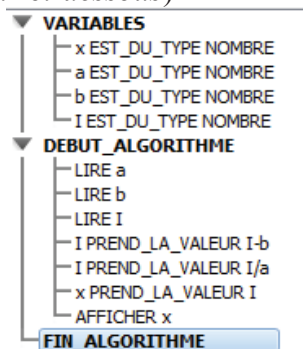 VARIABLES
x EST_DU_TYPE NOMBRE
a EST_DU_TYPE NOMBRE
b EST_DU_TYPE NOMBRE
I EST_DU_TYPE NOMBRE
DEBUT_ALGORITHME
LIRE a
LIRE b
LIRE I
I PREND_LA_VALEUR I-b
I PREND_LA_VALEUR I/a
x PREND_LA_VALEUR I
AFFICHER x
FIN_ALGORITHME